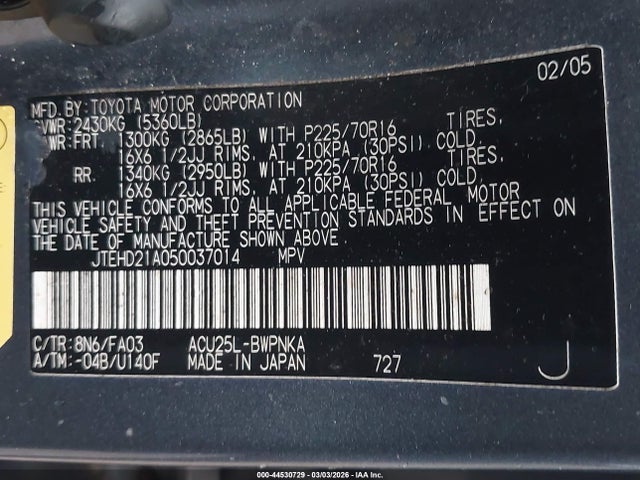 02/05
MFD.BY:TOYOTA MOTOR CORPORATION
GVWR:2430KG (5360LB)
WR:FRT. 1300KG (2865LB) WITH P225/70R16 TIRES,
16X6 1/2JJ RIMS, AT 210KPA (30PSI) COLD.
RR. 1340KG (2950LB) WITH P225/70R16 TIRES,
16X6 1/2JJ RIMS, AT 210KPA (30PSI) COLD.
THIS VEHICLE CONFORMS TO ALL APPLICABLE FEDERAL MOTOR
VEHICLE SAFETY AND THEFT PREVENTION STANDARDS IN EFFECT ON
THE DATE OF MANUFACTURE SHOWN ABOVE.
JTEHD21A050037014 MPV
C/TR:8N6/FA03 ACU25L-BWPNKA
A/TM:-04B/U140F MADE IN JAPAN 727 J
000-44530729 - 03/03/2026 - IAA Inc.